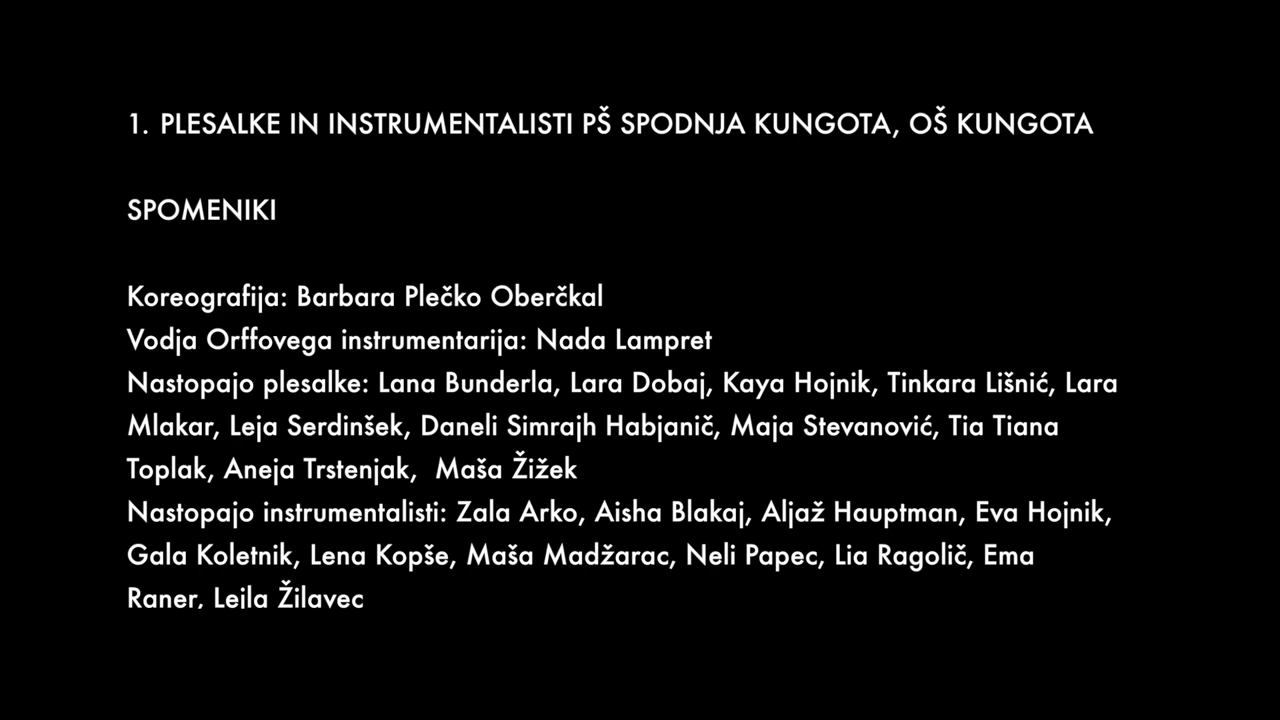 1. PLESALKE IN INSTRUMENTALISTI PŠ SPODNJA KUNGOTA, OŠ KUNGOTA
SPOMENIKI
Koreografija: Barbara Plečko Oberčkal
Vodja Orffovega instrumentarija: Nada Lampret
Nastopajo plesalke: Lana Bunderla, Lara Dobaj, Kaya Hojnik, Tinkara Lišnić, Lara
Mlakar, Leja Serdinšek, Daneli Simrajh Habjanič, Maja Stevanović, Tia Tiana
Toplak, Aneja Trstenjak,  Maša Žižek
Nastopajo instrumentalisti: Zala Arko, Aisha Blakaj, Aljaž Hauptman, Eva Hojnik,
Gala Koletnik, Lena Kopše, Maša Madžarac, Neli Papec, Lia Ragolič, Ema
Raner, Lejla Žilavec